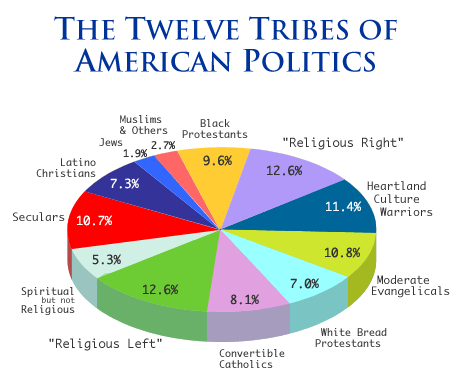 THE TWELVE TRIBES OF
AMERICAN POLITICS
Muslims
& Others
2.7%
Black
Protestants
9.6%
"Religious Right"
12.6%
Jews
1.9%
Latino
Christians
7.3%
Heartland
Culture
Warriors
11.4%
Seculars
10.7%
10.8%
Moderate
Evangelicals
5.3%
Spiritual
but not
Religious
12.6%
"Religious Left"
8.1%
Convertible
Catholics
7.0%
White Bread
Protestants